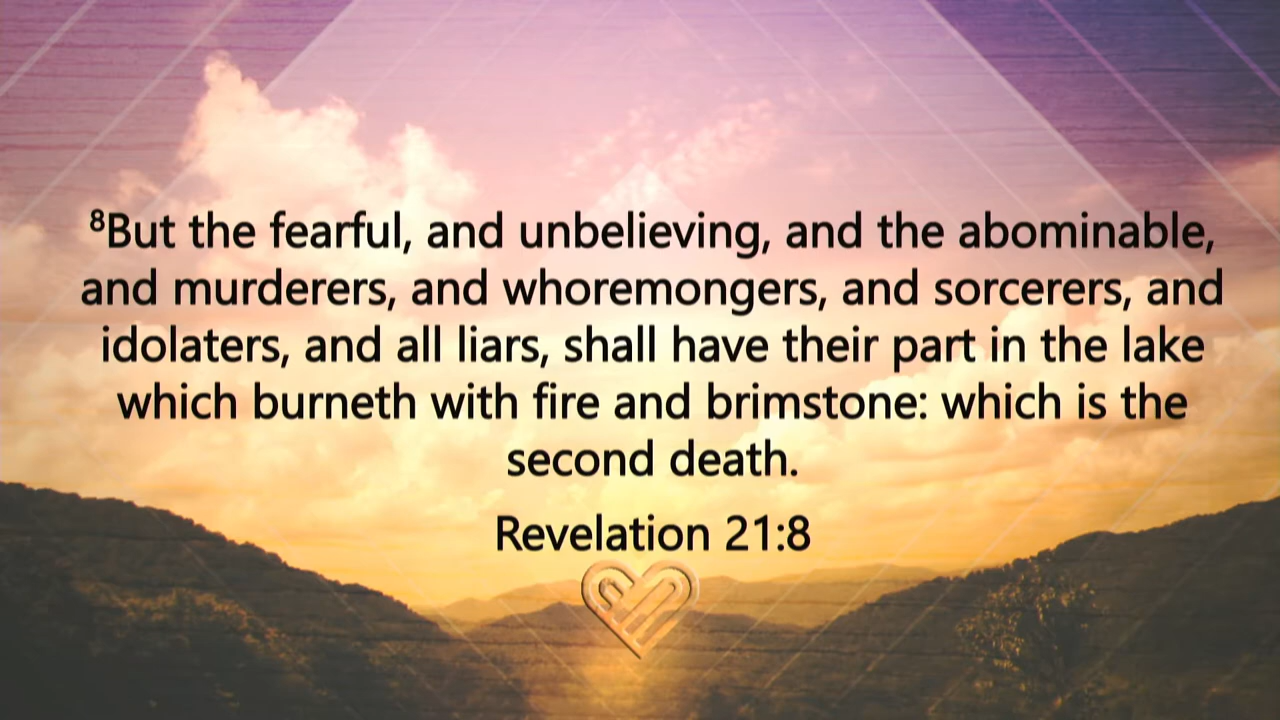 ⁸But the fearful, and unbelieving, and the abominable,
and murderers, and whoremongers, and sorcerers, and
idolaters, and all liars, shall have their part in the lake
which burneth with fire and brimstone: which is the
second death.
Revelation 21:8